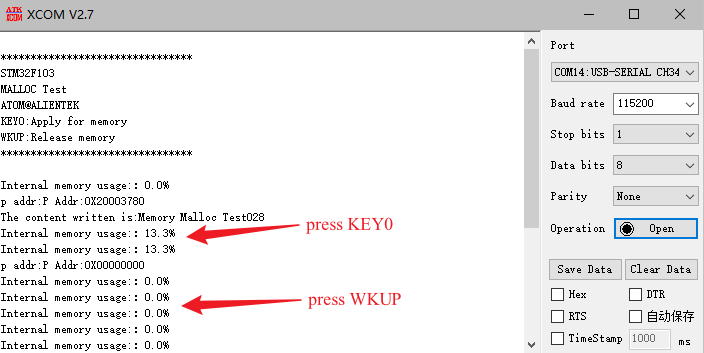 ATK
XCOM
XCOM V2.7
********************************
STM32F103
MALLOC Test
ATOM@ALIENTEK
KEY0:Apply for memory
WKUP:Release memory
********************************
Internal memory usage:: 0.0%
p addr:P Addr:0X20003780
The content written is:Memory Malloc Test028
Internal memory usage:: 13.3%
Internal memory usage:: 13.3%
press KEY0
p addr:P Addr:0X00000000
Internal memory usage:: 0.0%
Internal memory usage:: 0.0%
press WKUP
Internal memory usage:: 0.0%
Internal memory usage:: 0.0%
Internal memory usage:: 0.0%
Port
COM14:USB-SERIAL CH34
Baud rate 115200
Stop bits 1
Data bits 8
Parity None
Operation Open
Save Data Clear Data
Hex DTR
RTS 自动保存
TimeStamp 1000 ms